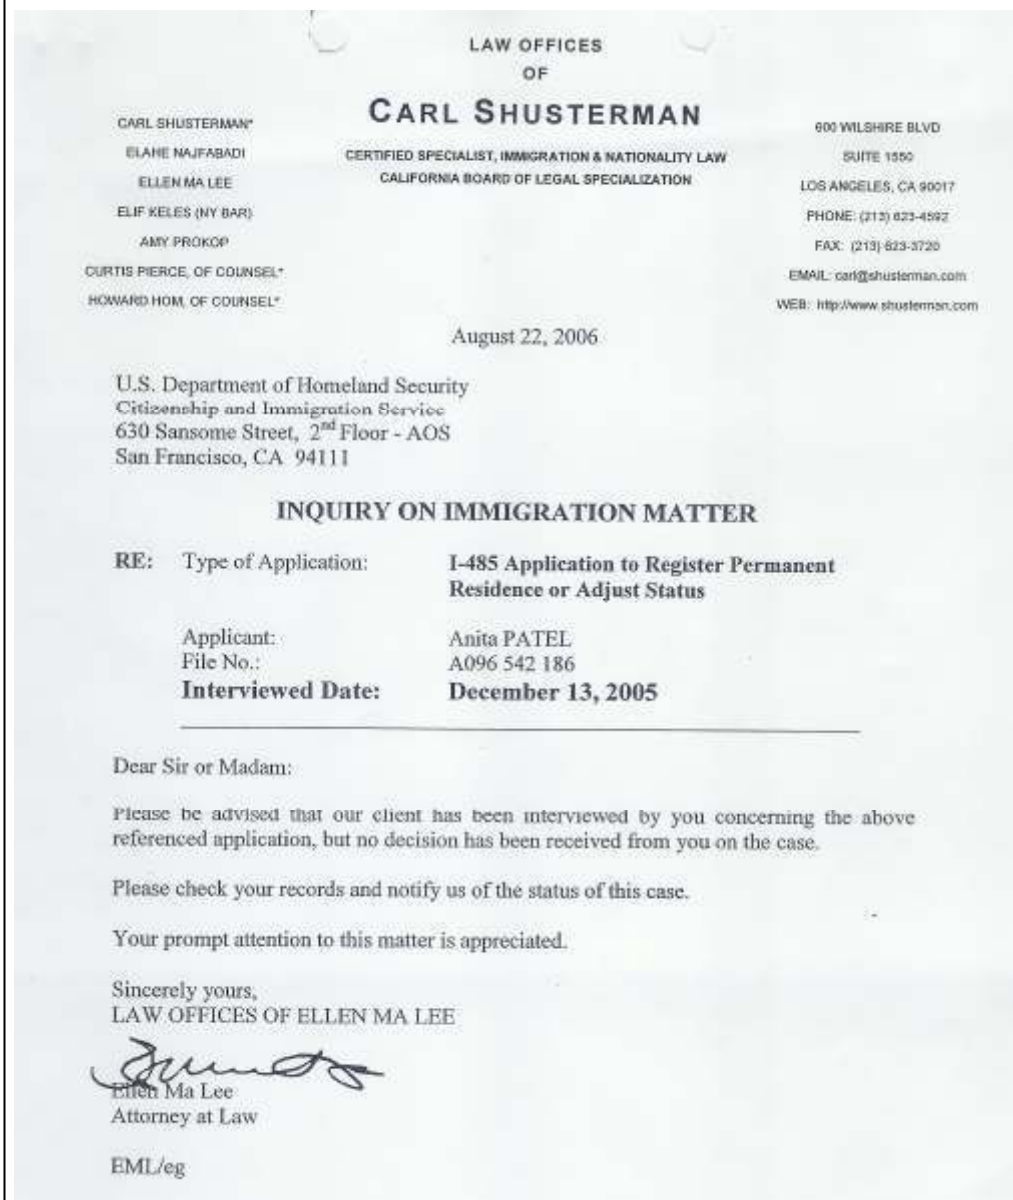 LAW OFFICES
OF
CARL SHUSTERMAN
CERTIFIED SPECIALIST, IMMIGRATION & NATIONALITY LAW
CALIFORNIA BOARD OF LEGAL SPECIALIZATION
CARL SHUSTERMAN*
ELAHE NAJFABADI
ELLEN MA LEE
ELIF KELES (NY BAR)
AMY PROKOP
CURTIS PIERCE, OF COUNSEL*
HOWARD HOM, OF COUNSEL*
600 WILSHIRE BLVD
SUITE 1550
LOS ANGELES, CA 90017
PHONE: (213) 623-4592
FAX: (213) 623-3720
EMAIL: carl@shusterman.com
WEB: http://www.shusterman.com
August 22, 2006
U.S. Department of Homeland Security
Citizenship and Immigration Service
630 Sansome Street, 2nd Floor - AOS
San Francisco, CA 94111
INQUIRY ON IMMIGRATION MATTER
RE: Type of Application: I-485 Application to Register Permanent
Residence or Adjust Status
Applicant: Anita PATEL
File No.: A096 542 186
Interviewed Date: December 13, 2005
Dear Sir or Madam:
Please be advised that our client has been interviewed by you concerning the above
referenced application, but no decision has been received from you on the case.
Please check your records and notify us of the status of this case.
Your prompt attention to this matter is appreciated.
Sincerely yours,
LAW OFFICES OF ELLEN MA LEE
Ellen Ma Lee
Attorney at Law
EML/eg